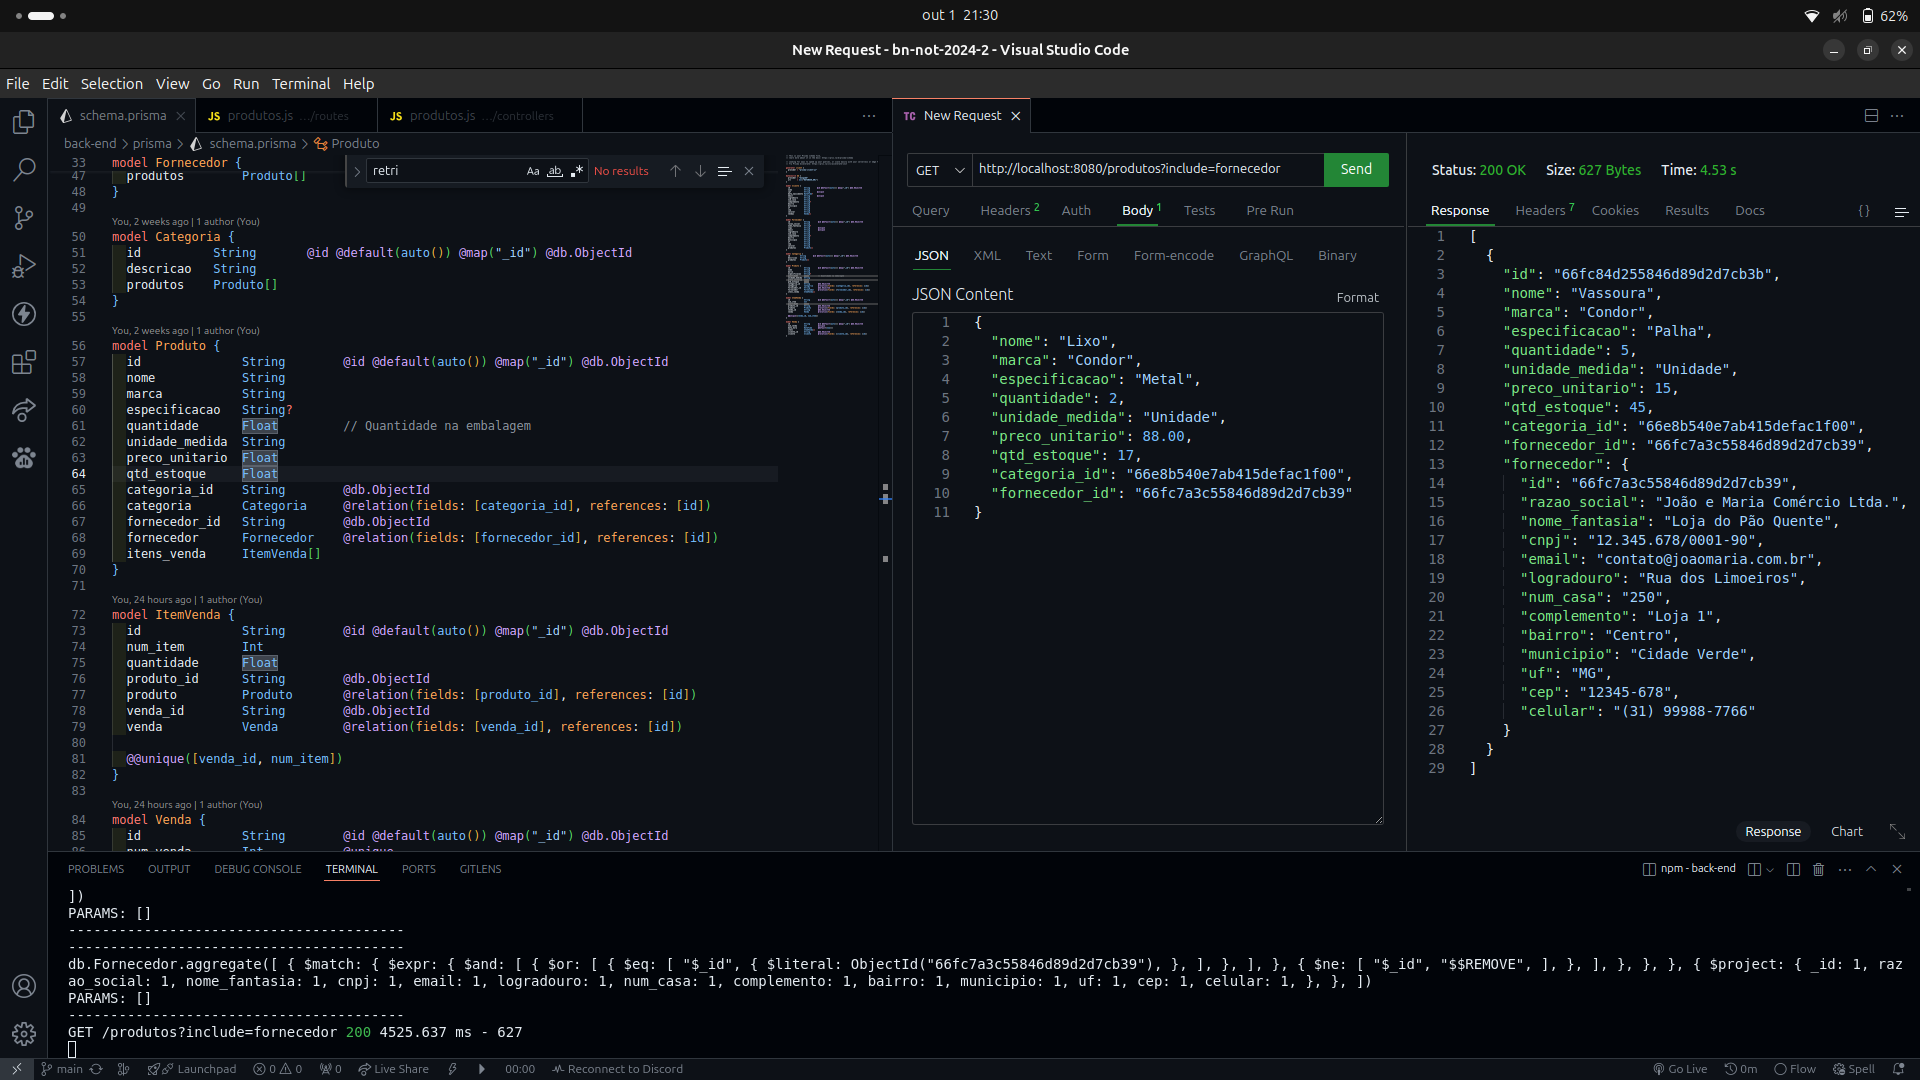 out 1 21:30
62%
New Request - bn-not-2024-2 - Visual Studio Code
File Edit Selection View Go Run Terminal Help
schema.prisma
JS produtos.js .../routes
JS produtos.js .../controllers
TC New Request
back-end > prisma > schema.prisma > Produto
retri Aa ab No results
33 model Fornecedor {
47 produtos Produto[]
48 }
49
You, 2 weeks ago | 1 author (You)
50 model Categoria {
51 id String @id @default(auto()) @map("_id") @db.ObjectId
52 descricao String
53 produtos Produto[]
54 }
55
You, 2 weeks ago | 1 author (You)
56 model Produto {
57 id String @id @default(auto()) @map("_id") @db.ObjectId
58 nome String
59 marca String
60 especificacao String?
61 quantidade Float // Quantidade na embalagem
62 unidade_medida String
63 preco_unitario Float
64 qtd_estoque Float
65 categoria_id String @db.ObjectId
66 categoria Categoria @relation(fields: [categoria_id], references: [id])
67 fornecedor_id String @db.ObjectId
68 fornecedor Fornecedor @relation(fields: [fornecedor_id], references: [id])
69 itens_venda ItemVenda[]
70 }
71
You, 24 hours ago | 1 author (You)
72 model ItemVenda {
73 id String @id @default(auto()) @map("_id") @db.ObjectId
74 num_item Int
75 quantidade Float
76 produto_id String @db.ObjectId
77 produto Produto @relation(fields: [produto_id], references: [id])
78 venda_id String @db.ObjectId
79 venda Venda @relation(fields: [venda_id], references: [id])
80
81 @@unique([venda_id, num_item])
82 }
83
You, 24 hours ago | 1 author (You)
84 model Venda {
85 id String @id @default(auto()) @map("_id") @db.ObjectId
86 num_venda Int @unique
GET http://localhost:8080/produtos?include=fornecedor Send
Query Headers 2 Auth Body 1 Tests Pre Run
JSON XML Text Form Form-encode GraphQL Binary
JSON Content Format
1 {
2 "nome": "Lixo",
3 "marca": "Condor",
4 "especificacao": "Metal",
5 "quantidade": 2,
6 "unidade_medida": "Unidade",
7 "preco_unitario": 88.00,
8 "qtd_estoque": 17,
9 "categoria_id": "66e8b540e7ab415defac1f00",
10 "fornecedor_id": "66fc7a3c55846d89d2d7cb39"
11 }
Status: 200 OK Size: 627 Bytes Time: 4.53 s
Response Headers 7 Cookies Results Docs {}
1 [
2 {
3 "id": "66fc84d255846d89d2d7cb3b",
4 "nome": "Vassoura",
5 "marca": "Condor",
6 "especificacao": "Palha",
7 "quantidade": 5,
8 "unidade_medida": "Unidade",
9 "preco_unitario": 15,
10 "qtd_estoque": 45,
11 "categoria_id": "66e8b540e7ab415defac1f00",
12 "fornecedor_id": "66fc7a3c55846d89d2d7cb39",
13 "fornecedor": {
14 "id": "66fc7a3c55846d89d2d7cb39",
15 "razao_social": "João e Maria Comércio Ltda.",
16 "nome_fantasia": "Loja do Pão Quente",
17 "cnpj": "12.345.678/0001-90",
18 "email": "contato@joaomaria.com.br",
19 "logradouro": "Rua dos Limoeiros",
20 "num_casa": "250",
21 "complemento": "Loja 1",
22 "bairro": "Centro",
23 "municipio": "Cidade Verde",
24 "uf": "MG",
25 "cep": "12345-678",
26 "celular": "(31) 99988-7766"
27 }
28 }
29 ]
Response Chart
PROBLEMS OUTPUT DEBUG CONSOLE TERMINAL PORTS GITLENS
npm - back-end
])
PARAMS: []
----------------------------------------
----------------------------------------
db.Fornecedor.aggregate([ { $match: { $expr: { $and: [ { $or: [ { $eq: [ "$_id", { $literal: ObjectId("66fc7a3c55846d89d2d7cb39"), }, ], }, ], }, { $ne: [ "$_id", "$$REMOVE", ], }, ], }, }, }, { $project: { _id: 1, raz
ao_social: 1, nome_fantasia: 1, cnpj: 1, email: 1, logradouro: 1, num_casa: 1, complemento: 1, bairro: 1, municipio: 1, uf: 1, cep: 1, celular: 1, }, }, ])
PARAMS: []
----------------------------------------
GET /produtos?include=fornecedor 200 4525.637 ms - 627
main Launchpad 0 0 0 Live Share 00:00 Reconnect to Discord Go Live 0m Flow Spell